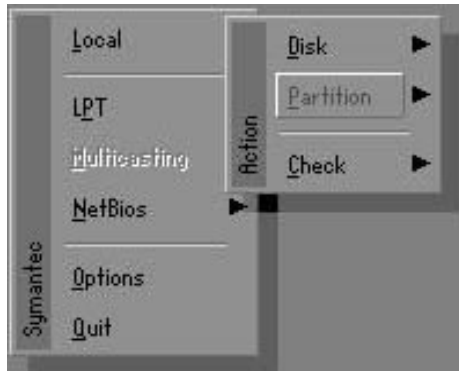 Local
LPT
Multicasting
NetBios
Options
Quit
Symantec
Disk
Partition
Check
Action